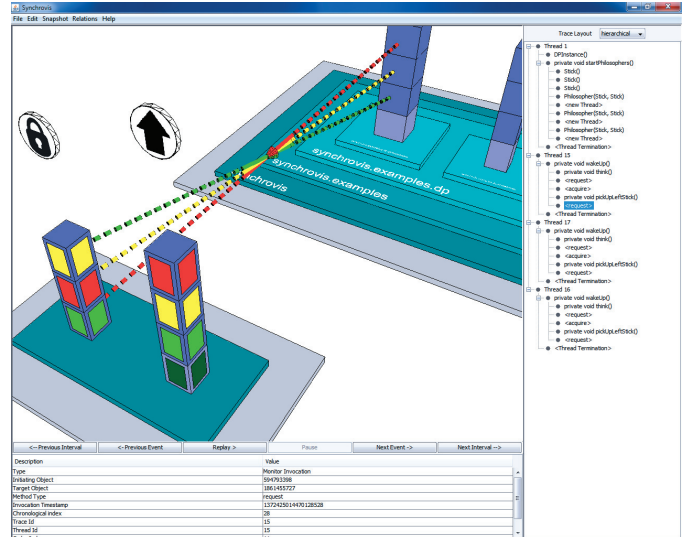 Synchrovis
File Edit Snapshot Relations Help
Trace Layout hierarchical
Thread 1
DPInstance()
private void startPhilosophers()
Stick()
Stick()
Stick()
Philosopher(Stick, Stick)
<new Thread>
Philosopher(Stick, Stick)
<new Thread>
Philosopher(Stick, Stick)
<new Thread>
<Thread Termination>
Thread 15
private void wakeUp()
private void think()
<request>
<acquire>
private void pickUpLeftStick()
<request>
<Thread Termination>
Thread 17
private void wakeUp()
private void think()
<request>
<acquire>
private void pickUpLeftStick()
<request>
<Thread Termination>
Thread 16
private void wakeUp()
private void think()
<request>
<acquire>
private void pickUpLeftStick()
<request>
<Thread Termination>
synchrovis.examples.dp
synchrovis.examples
<-- Previous Interval <- Previous Event Replay > Pause Next Event -> Next Interval -->
Description Value
Type Monitor Invocation
Initiating Object 594793398
Target Object 1861455727
Method Type request
Invocation Timestamp 1372425014470128528
Chronological index 28
Trace Id 15
Thread Id 15